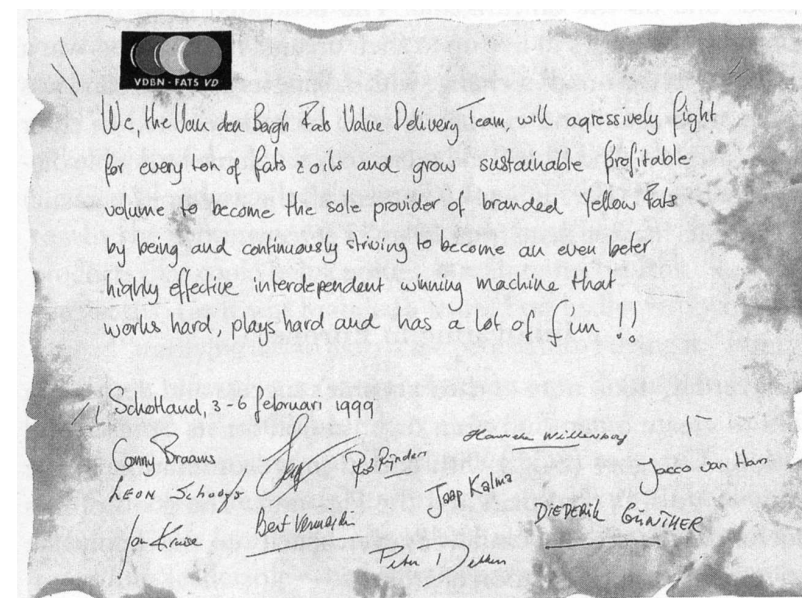 VDBN - FATS VD
We, the Van den Bergh Fats Value Delivery Team, will agressively fight
for every ton of fats & oils and grow sustainable profitable
volume to become the sole provider of branded Yellow Fats
by being and continuously striving to become an even beter
highly effective interdependent winning machine that
works hard, plays hard and has a lot of fun !!
Schotland, 3-6 februari 1999
Conny Braams
Rob Rijnders
Hanneke Willenborg
LEON Schoofs
Jaap Kalma
Jacco van Ham
Jan Kruise
Bert
DIEDERIK GÜNTHER
Peter